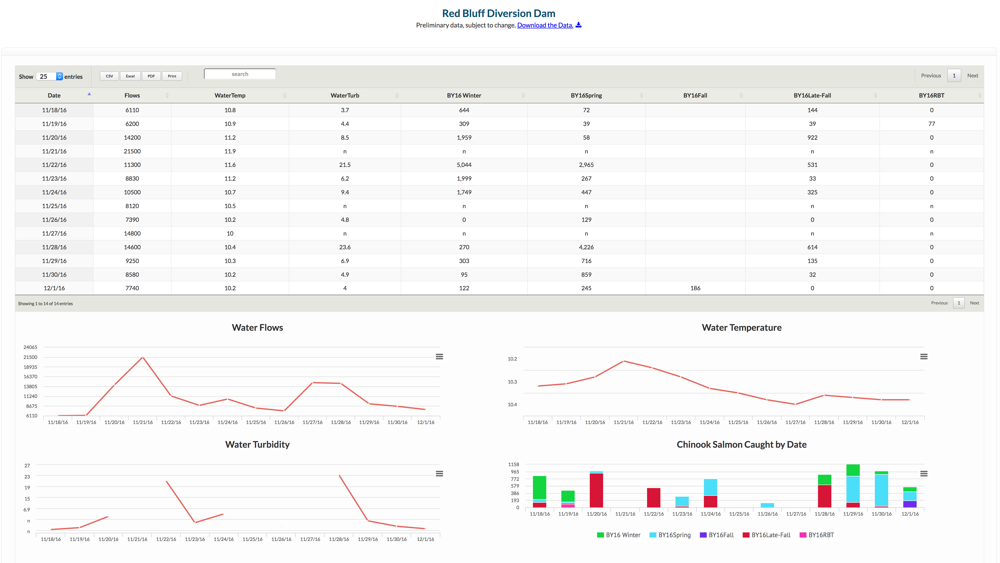 Red Bluff Diversion Dam
Preliminary data, subject to change. Download the Data.
Show 25 entries CSV Excel PDF Print search Previous 1 Next
Date Flows WaterTemp WaterTurb BY16 Winter BY16Spring BY16Fall BY16Late-Fall BY16RBT
11/18/16 6110 10.8 3.7 644 72 144 0
11/19/16 6200 10.9 4.4 309 39 39 77
11/20/16 14200 11.2 8.5 1,959 58 922 0
11/21/16 21500 11.9 n n n n n
11/22/16 11300 11.6 21.5 5,044 2,965 531 0
11/23/16 8830 11.2 6.2 1,999 267 33 0
11/24/16 10500 10.7 9.4 1,749 447 325 0
11/25/16 8120 10.5 n n n n n
11/26/16 7390 10.2 4.8 0 129 0 0
11/27/16 14800 10 n n n n n
11/28/16 14600 10.4 23.6 270 4,226 614 0
11/29/16 9250 10.3 6.9 303 716 135 0
11/30/16 8580 10.2 4.9 95 859 32 0
12/1/16 7740 10.2 4 122 245 186 0 0
Showing 1 to 14 of 14 entries Previous 1 Next
Water Flows
24065
21500
18935
16370
13805
11240
8675
6110
11/18/16 11/19/16 11/20/16 11/21/16 11/22/16 11/23/16 11/24/16 11/25/16 11/26/16 11/27/16 11/28/16 11/29/16 11/30/16 12/1/16
Water Temperature
10.2
10.3
10.4
11/18/16 11/19/16 11/20/16 11/21/16 11/22/16 11/23/16 11/24/16 11/25/16 11/26/16 11/27/16 11/28/16 11/29/16 11/30/16 12/1/16
Water Turbidity
27
23
19
15
6.9
n
n
11/18/16 11/19/16 11/20/16 11/21/16 11/22/16 11/23/16 11/24/16 11/25/16 11/26/16 11/27/16 11/28/16 11/29/16 11/30/16 12/1/16
Chinook Salmon Caught by Date
1158
965
772
579
386
193
0
11/18/16 11/19/16 11/20/16 11/21/16 11/22/16 11/23/16 11/24/16 11/25/16 11/26/16 11/27/16 11/28/16 11/29/16 11/30/16 12/1/16
BY16 Winter BY16Spring BY16Fall BY16Late-Fall BY16RBT